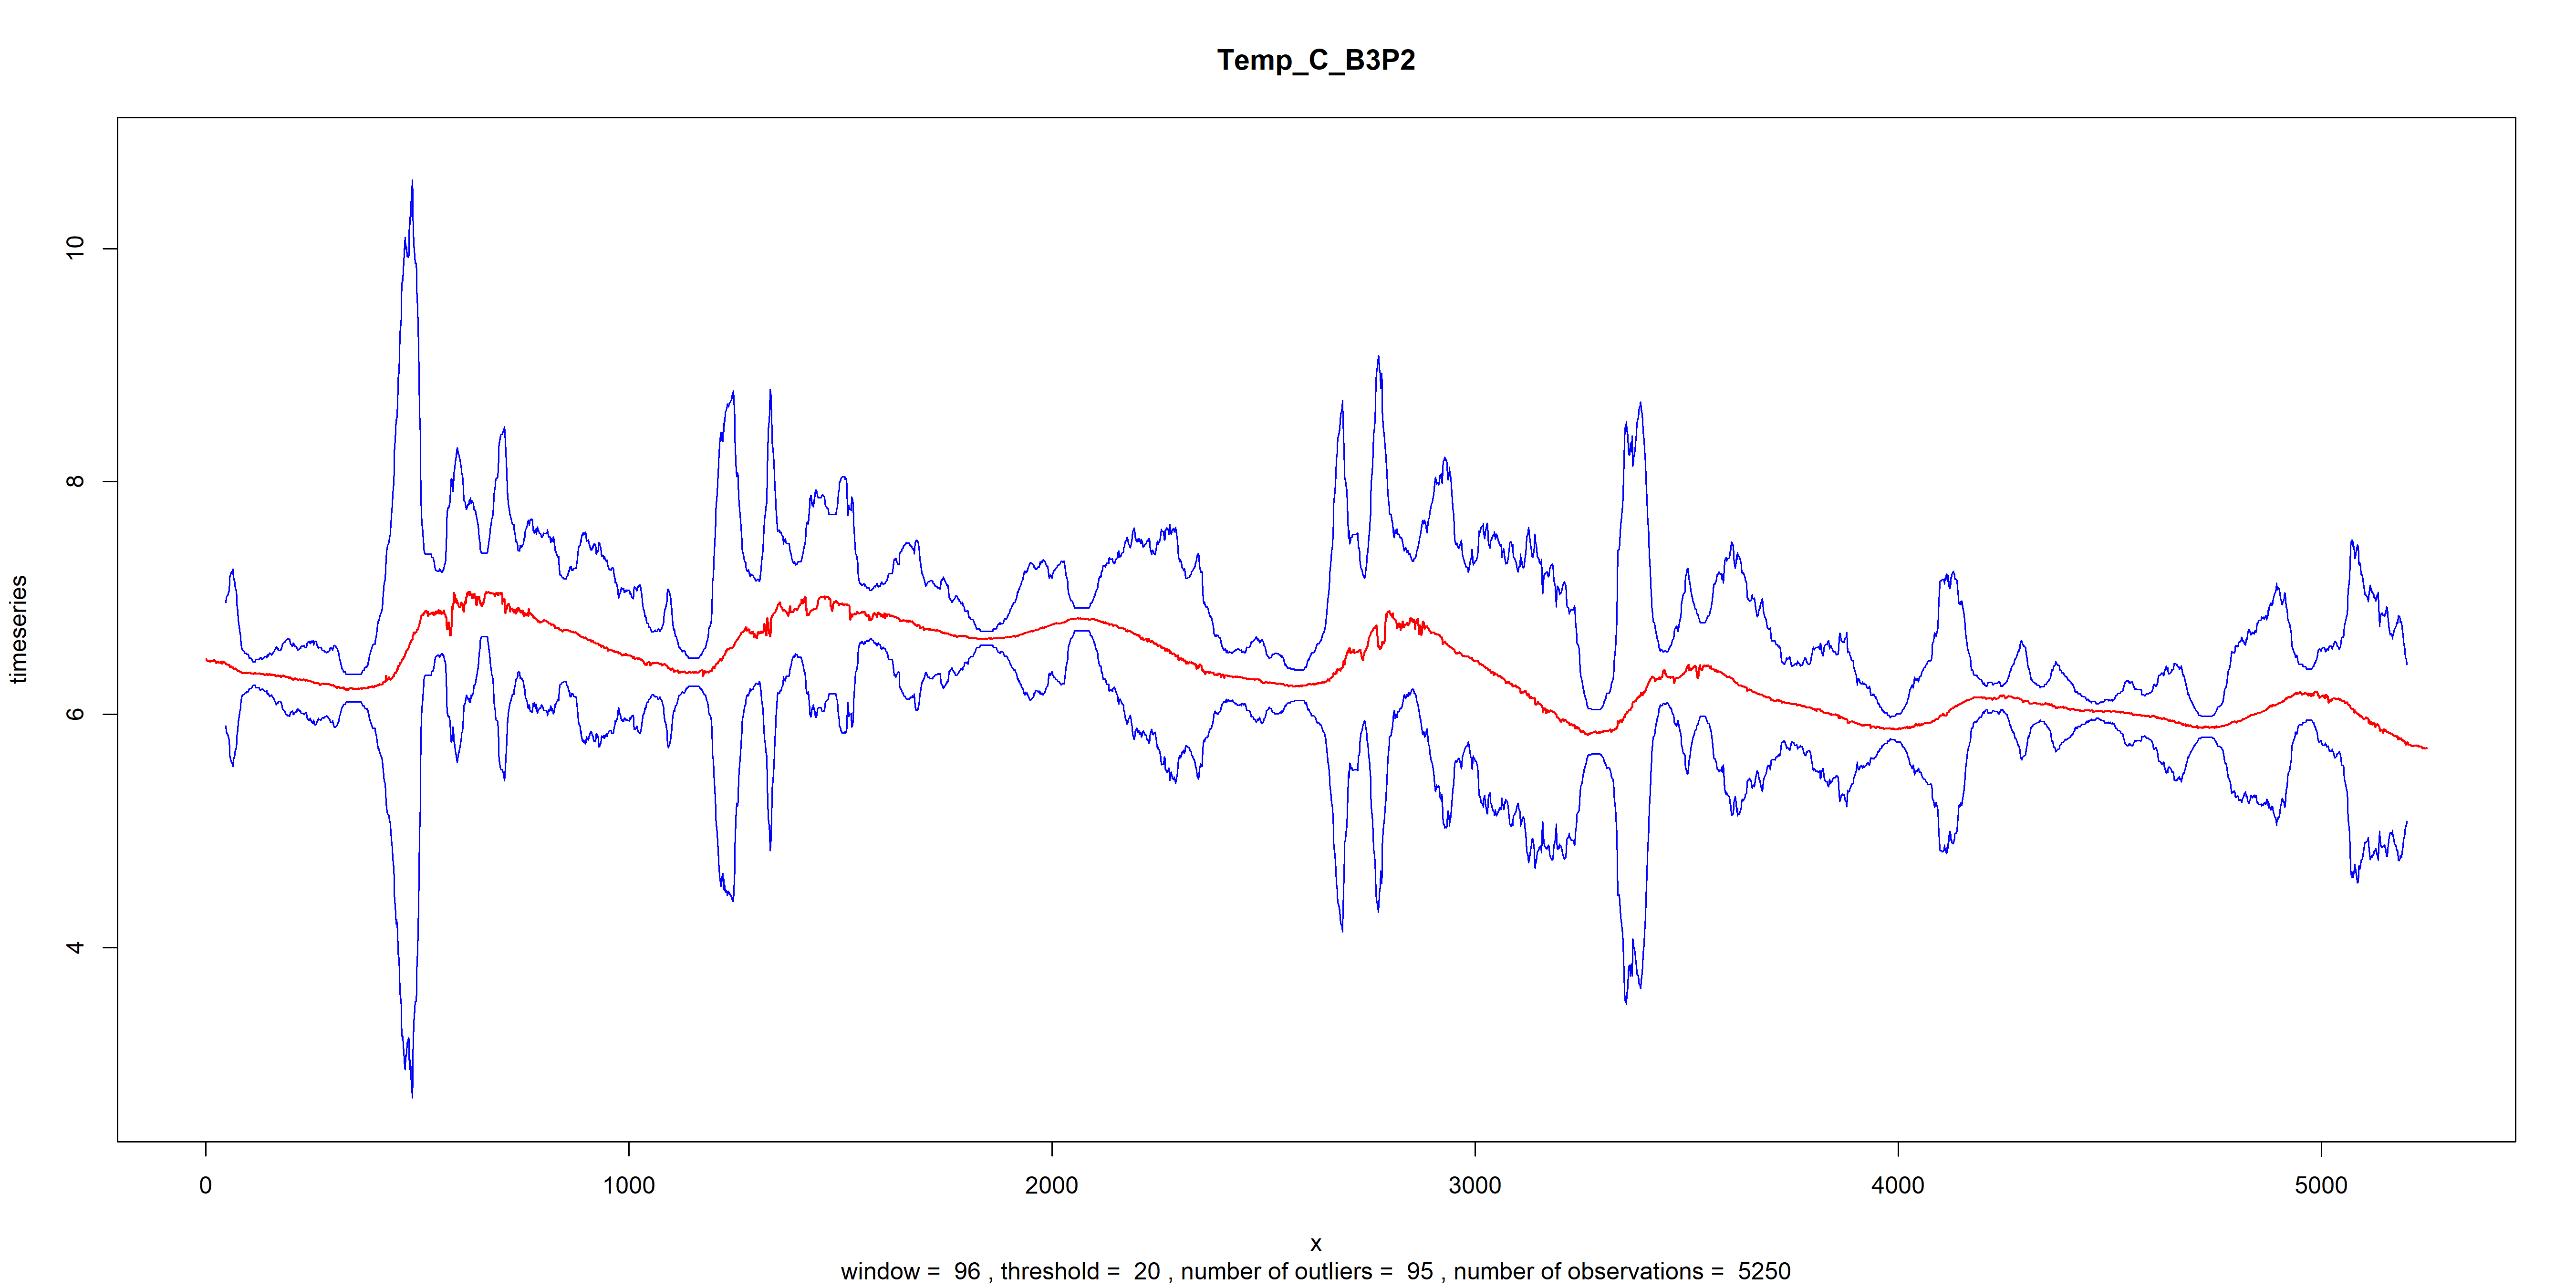 Temp_C_B3P2
timeseries
10
8
6
4
0 1000 2000 3000 4000 5000
x
window = 96 , threshold = 20 , number of outliers = 95 , number of observations = 5250